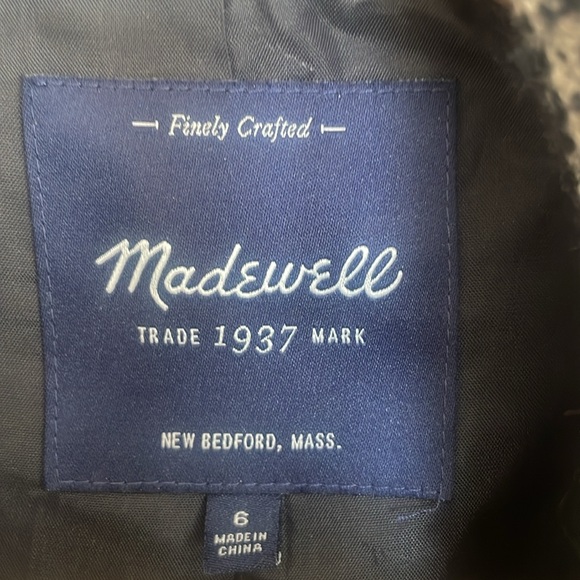 Finely Crafted
Madewell
TRADE 1937 MARK
NEW BEDFORD, MASS.
6
MADE IN
CHINA